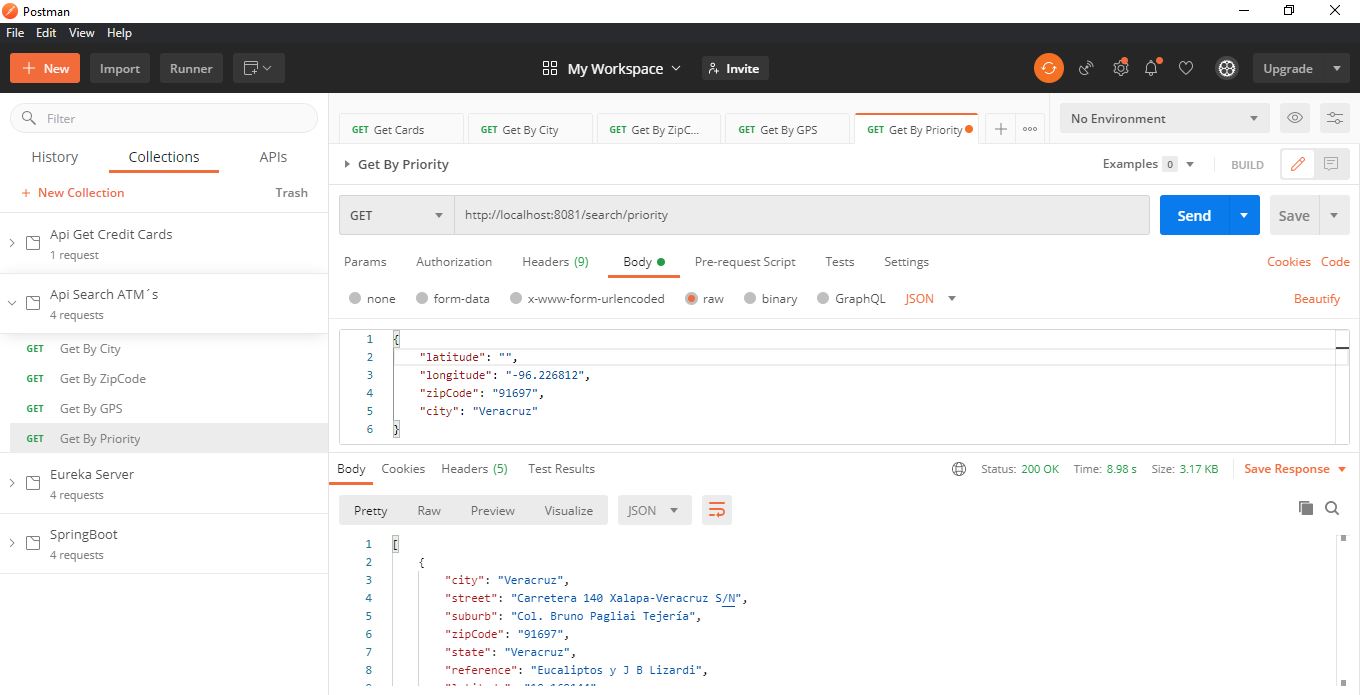 Postman
File Edit View Help
+ New Import Runner My Workspace Invite Upgrade
Filter
History Collections APIs
+ New Collection Trash
Api Get Credit Cards
1 request
Api Search ATM´s
4 requests
GET Get By City
GET Get By ZipCode
GET Get By GPS
GET Get By Priority
Eureka Server
4 requests
SpringBoot
4 requests
GET Get Cards GET Get By City GET Get By ZipC... GET Get By GPS GET Get By Priority No Environment
Get By Priority Examples 0 BUILD
GET http://localhost:8081/search/priority Send Save
Params Authorization Headers (9) Body Pre-request Script Tests Settings Cookies Code
none form-data x-www-form-urlencoded raw binary GraphQL JSON Beautify
1 {
2 "latitude": "",
3 "longitude": "-96.226812",
4 "zipCode": "91697",
5 "city": "Veracruz"
6 }
Body Cookies Headers (5) Test Results Status: 200 OK Time: 8.98 s Size: 3.17 KB Save Response
Pretty Raw Preview Visualize JSON
1 [
2 {
3 "city": "Veracruz",
4 "street": "Carretera 140 Xalapa-Veracruz S/N",
5 "suburb": "Col. Bruno Pagliai Tejería",
6 "zipCode": "91697",
7 "state": "Veracruz",
8 "reference": "Eucaliptos y J B Lizardi",